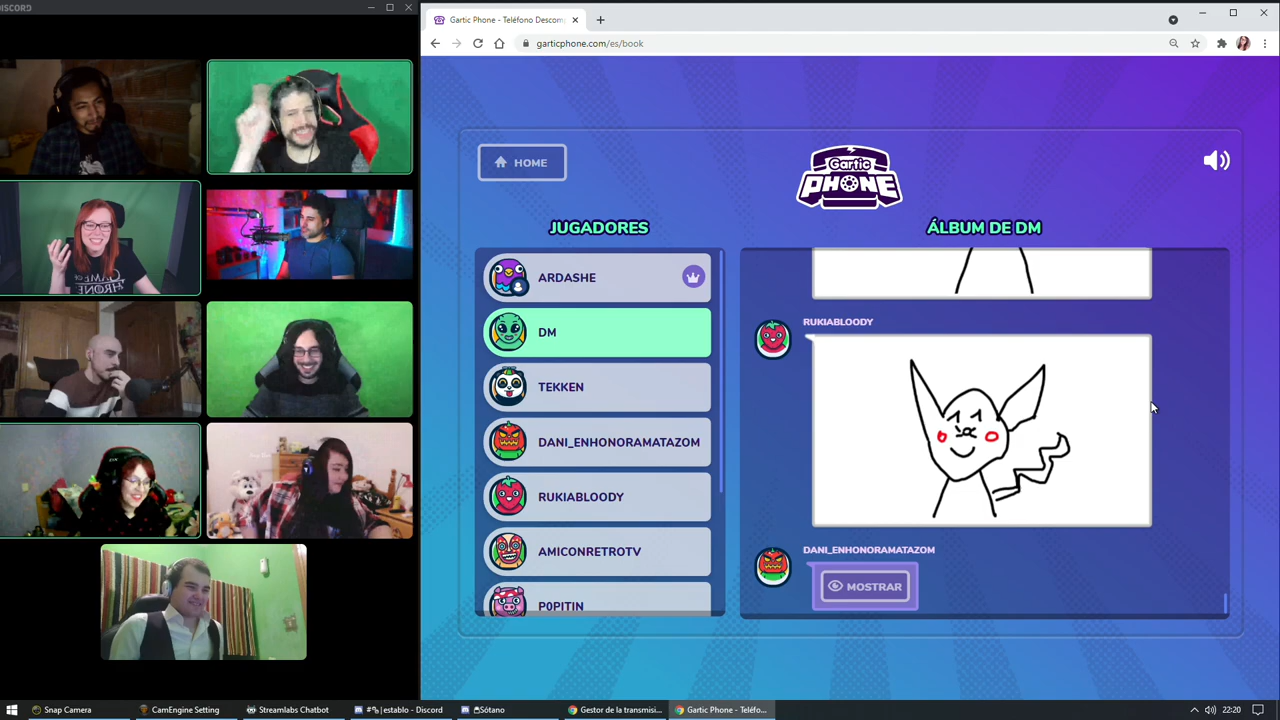 DISCORD
Gartic Phone - Teléfono Descom
garticphone.com/es/book
HOME
Gartic
PHONE
JUGADORES
ÁLBUM DE DM
ARDASHE
DM
TEKKEN
DANI_ENHONORAMATAZOM
RUKIABLOODY
AMICONRETROTV
P0PITIN
RUKIABLOODY
DANI_ENHONORAMATAZOM
MOSTRAR
Snap Camera
CamEngine Setting
Streamlabs Chatbot
establo - Discord
Sótano
Gestor de la transmisi...
Gartic Phone - Teléfo...
22:20